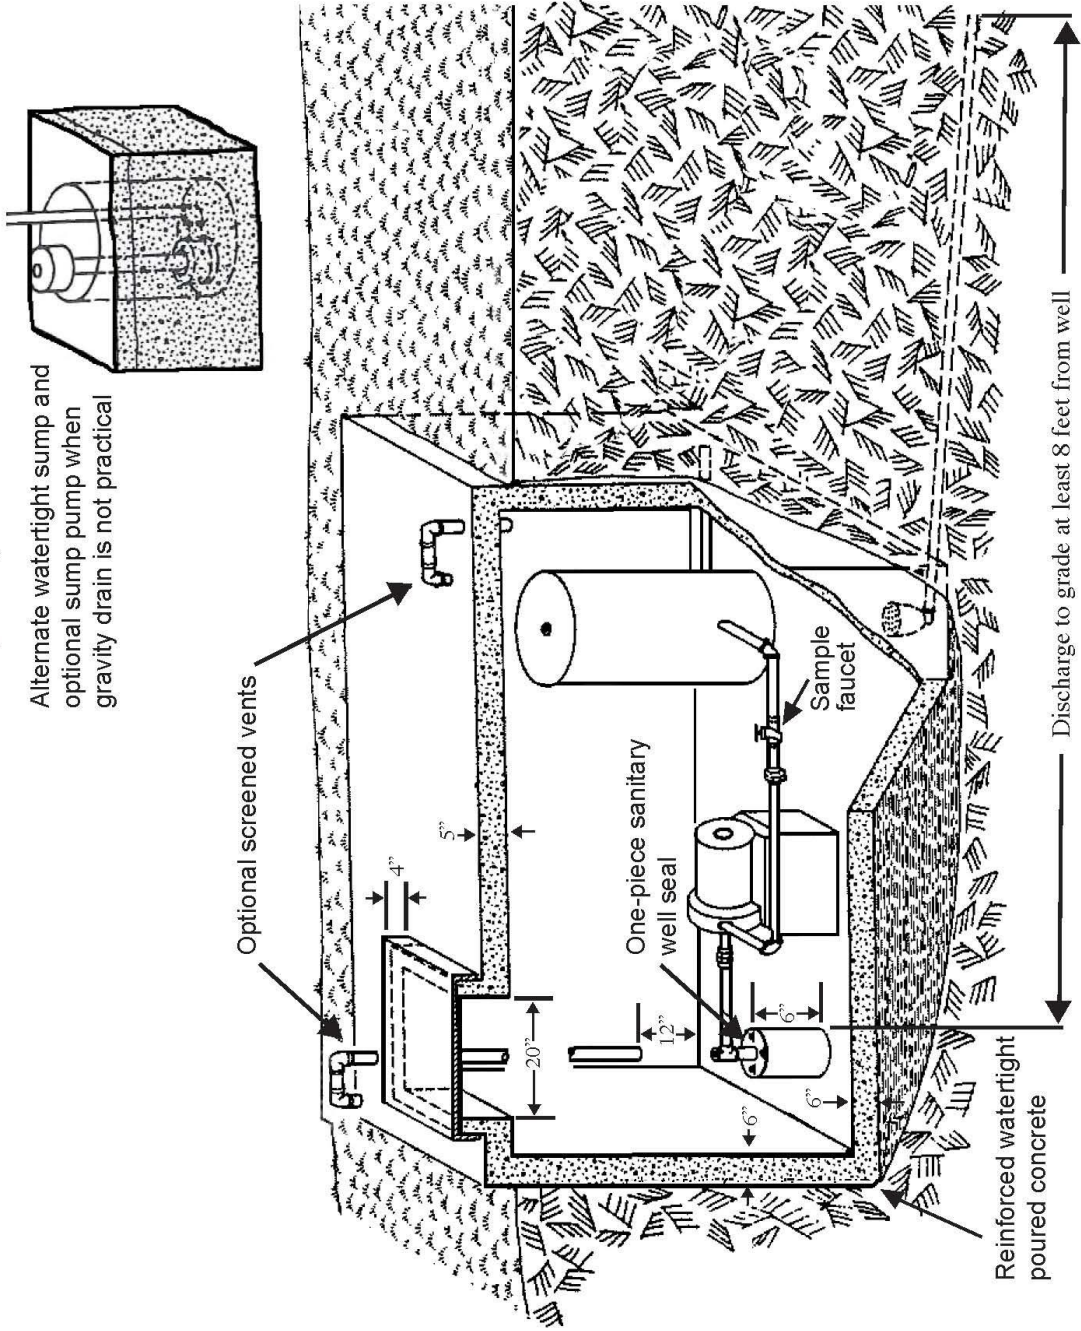 Alternate watertight sump and
optional sump pump when
gravity drain is not practical
Optional screened vents
4"
5"
20"
12"
6"
6"
6"
One-piece sanitary
well seal
Sample
faucet
Reinforced watertight
poured concrete
Discharge to grade at least 8 feet from well